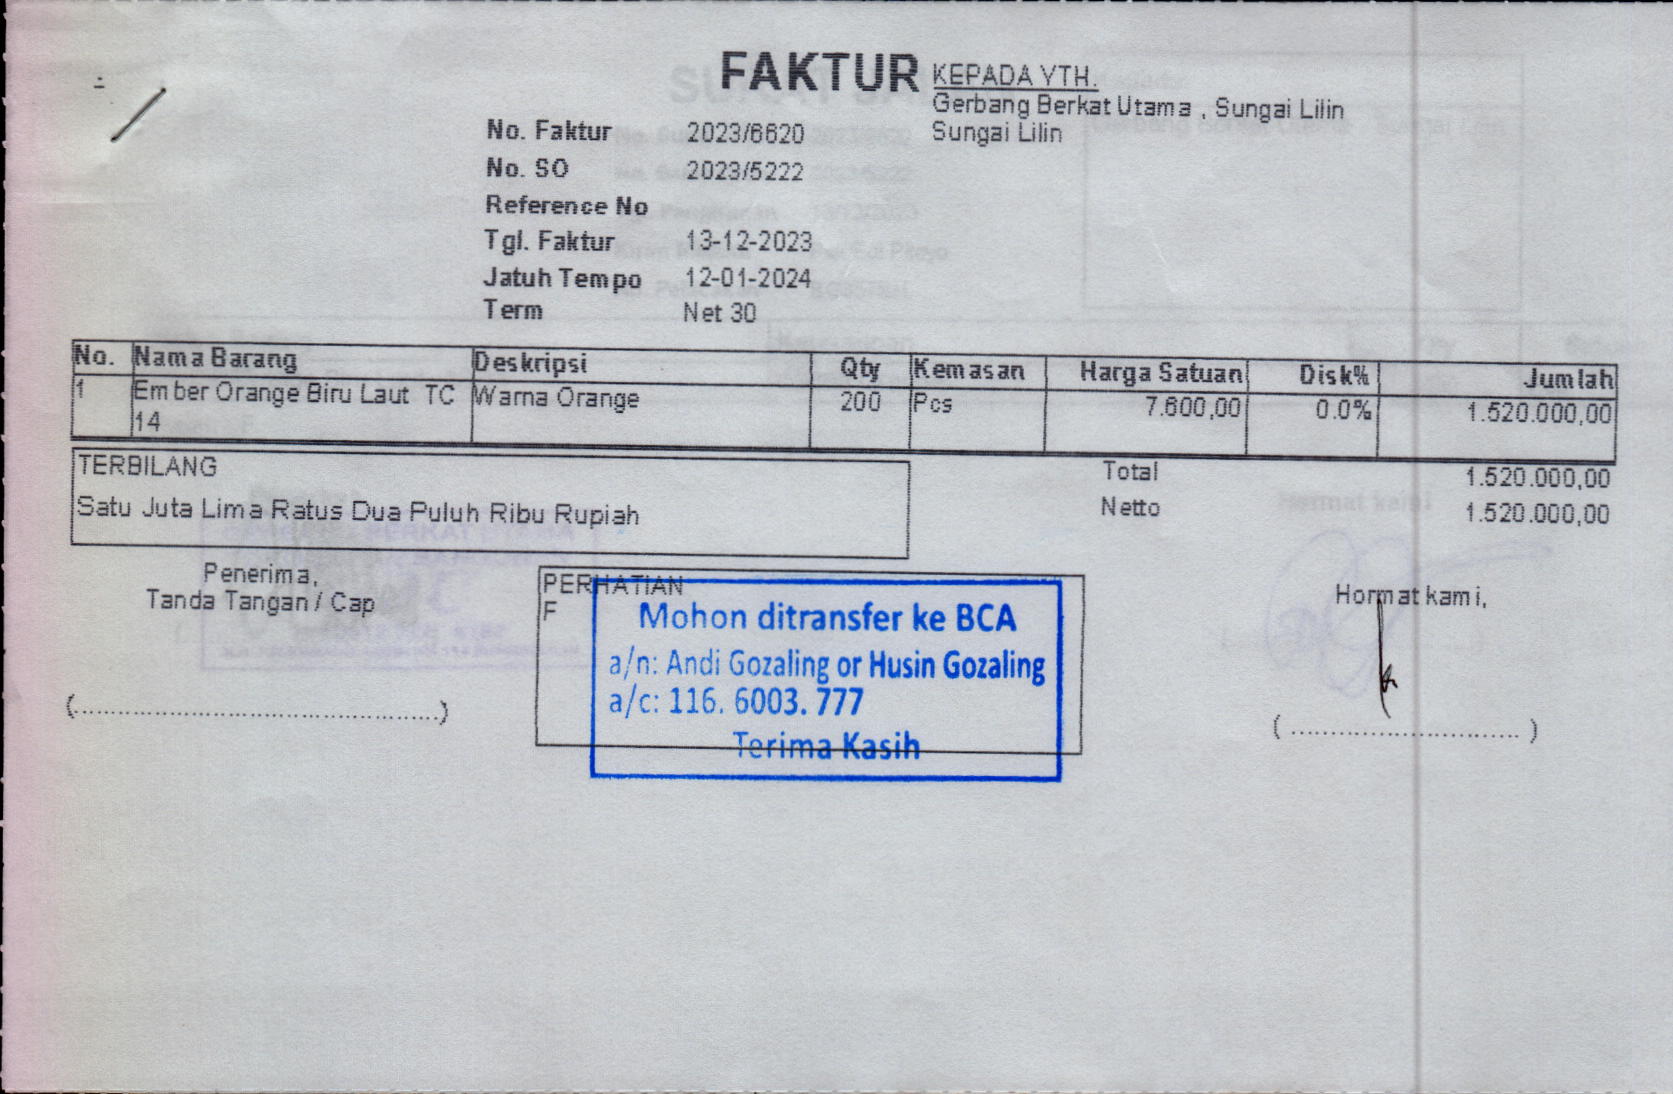 FAKTUR
KEPADA YTH.
Gerbang Berkat Utama , Sungai Lilin
Sungai Lilin
No. Faktur 2023/6620
No. SO 2023/5222
Reference No
Tgl. Faktur 13-12-2023
Jatuh Tempo 12-01-2024
Term Net 30
No. Nama Barang Deskripsi Qty Kemasan Harga Satuan Disk% Jumlah
1 Ember Orange Biru Laut TC Warna Orange 200 Pcs 7.600,00 0.0% 1.520.000,00
14
TERBILANG
Satu Juta Lima Ratus Dua Puluh Ribu Rupiah
Total 1.520.000,00
Netto 1.520.000,00
Penerima,
Tanda Tangan / Cap
(............................................)
PERHATIAN
F
Mohon ditransfer ke BCA
a/n: Andi Gozaling or Husin Gozaling
a/c: 116. 6003. 777
Terima Kasih
Hormat kami,
(............................)